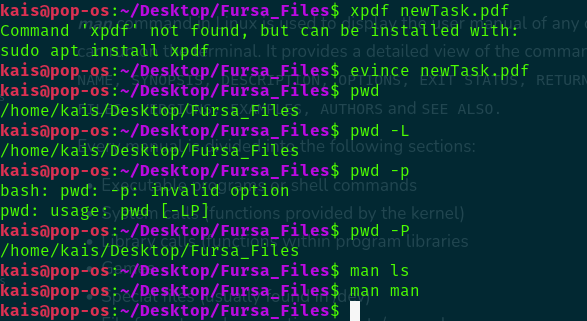 kais@pop-os:~/Desktop/Fursa_Files$ xpdf newTask.pdf
Command 'xpdf' not found, but can be installed with:
sudo apt install xpdf
kais@pop-os:~/Desktop/Fursa_Files$ evince newTask.pdf
kais@pop-os:~/Desktop/Fursa_Files$ pwd
/home/kais/Desktop/Fursa_Files
kais@pop-os:~/Desktop/Fursa_Files$ pwd -L
/home/kais/Desktop/Fursa_Files
kais@pop-os:~/Desktop/Fursa_Files$ pwd -p
bash: pwd: -p: invalid option
pwd: usage: pwd [-LP]
kais@pop-os:~/Desktop/Fursa_Files$ pwd -P
/home/kais/Desktop/Fursa_Files
kais@pop-os:~/Desktop/Fursa_Files$ man ls
kais@pop-os:~/Desktop/Fursa_Files$ man man
kais@pop-os:~/Desktop/Fursa_Files$